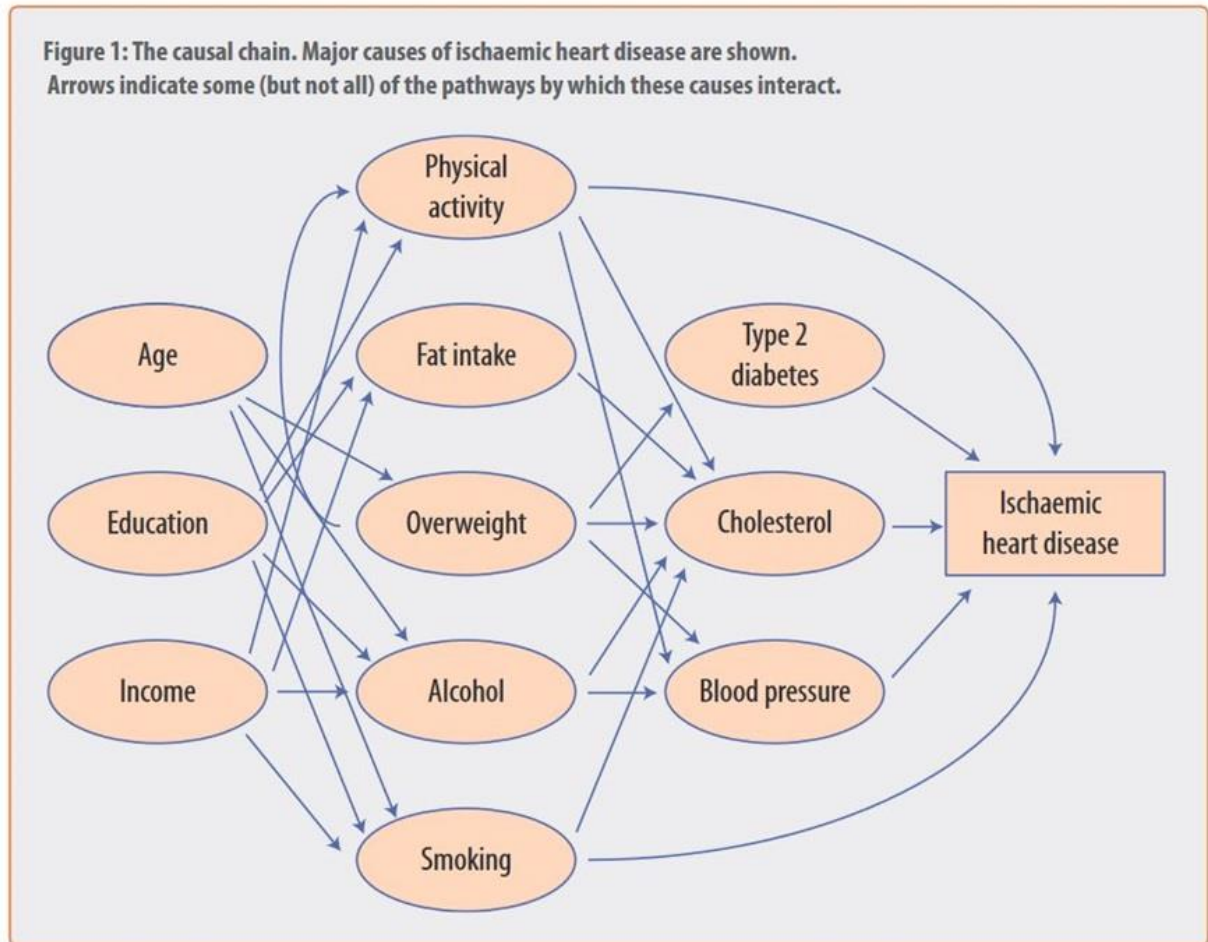 Figure 1: The causal chain. Major causes of ischaemic heart disease are shown.
Arrows indicate some (but not all) of the pathways by which these causes interact.
Physical
activity
Age
Fat intake
Type 2
diabetes
Education
Overweight
Cholesterol
Ischaemic
heart disease
Income
Alcohol
Blood pressure
Smoking